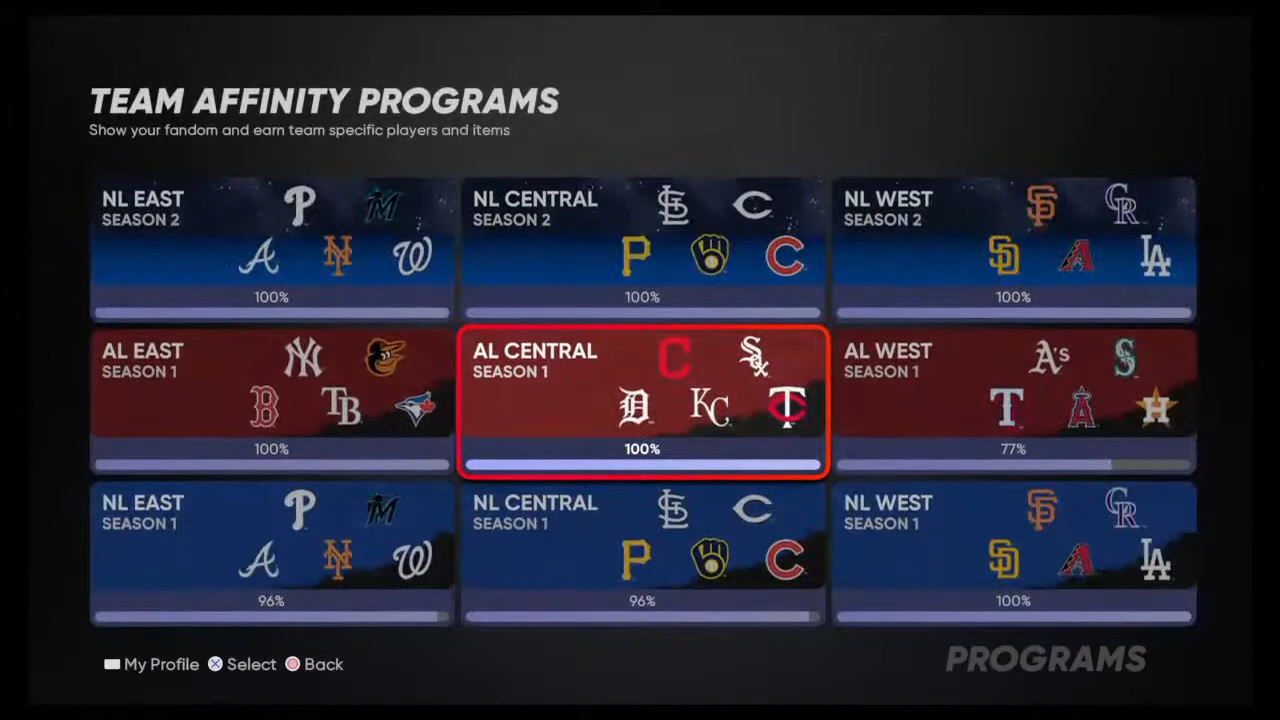 TEAM AFFINITY PROGRAMS
Show your fandom and earn team specific players and items
NL EAST
SEASON 2
100%
NL CENTRAL
SEASON 2
100%
NL WEST
SEASON 2
100%
AL EAST
SEASON 1
100%
AL CENTRAL
SEASON 1
100%
AL WEST
SEASON 1
77%
NL EAST
SEASON 1
96%
NL CENTRAL
SEASON 1
96%
NL WEST
SEASON 1
100%
My Profile Select Back
PROGRAMS